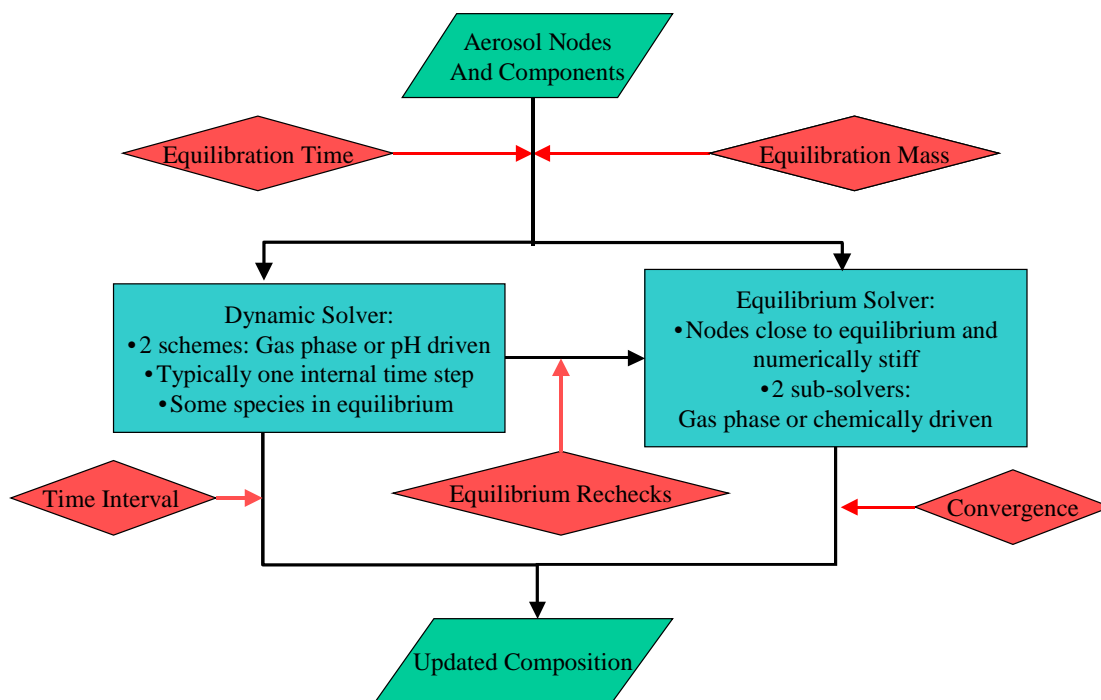 Aerosol Nodes
And Components
Equilibration Time
Equilibration Mass
Dynamic Solver:
•2 schemes: Gas phase or pH driven
•Typically one internal time step
•Some species in equilibrium
Equilibrium Solver:
•Nodes close to equilibrium and
numerically stiff
•2 sub-solvers:
Gas phase or chemically driven
Time Interval
Equilibrium Rechecks
Convergence
Updated Composition